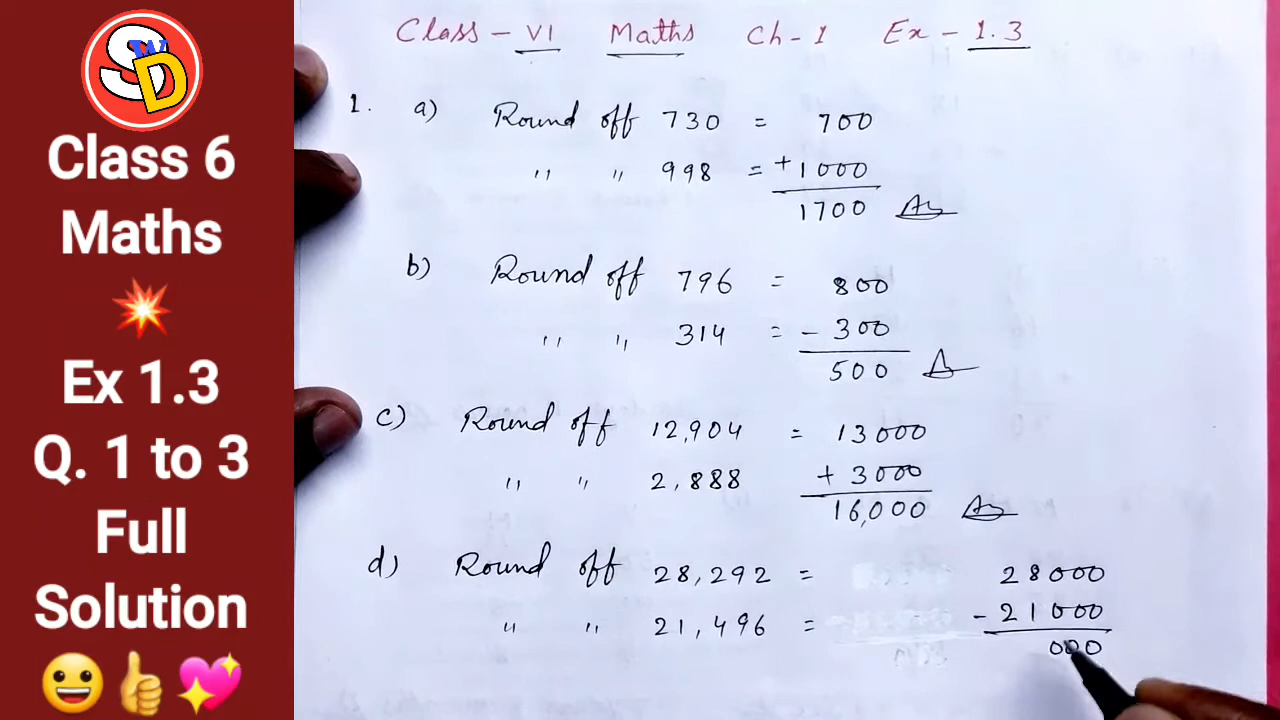 SWD
Class 6
Maths
💥
Ex 1.3
Q. 1 to 3
Full
Solution
😀👍💖
Class - VI Maths Ch - 1 Ex - 1.3
1. a) Round off 730 = 700
" " 998 = + 1000
1700 Ans
b) Round off 796 = 800
" " 314 = - 300
500
c) Round off 12,904 = 13000
" " 2,888 + 3000
16,000 Ans
d) Round off 28,292 = 28000
" " 21,496 = - 21000
000